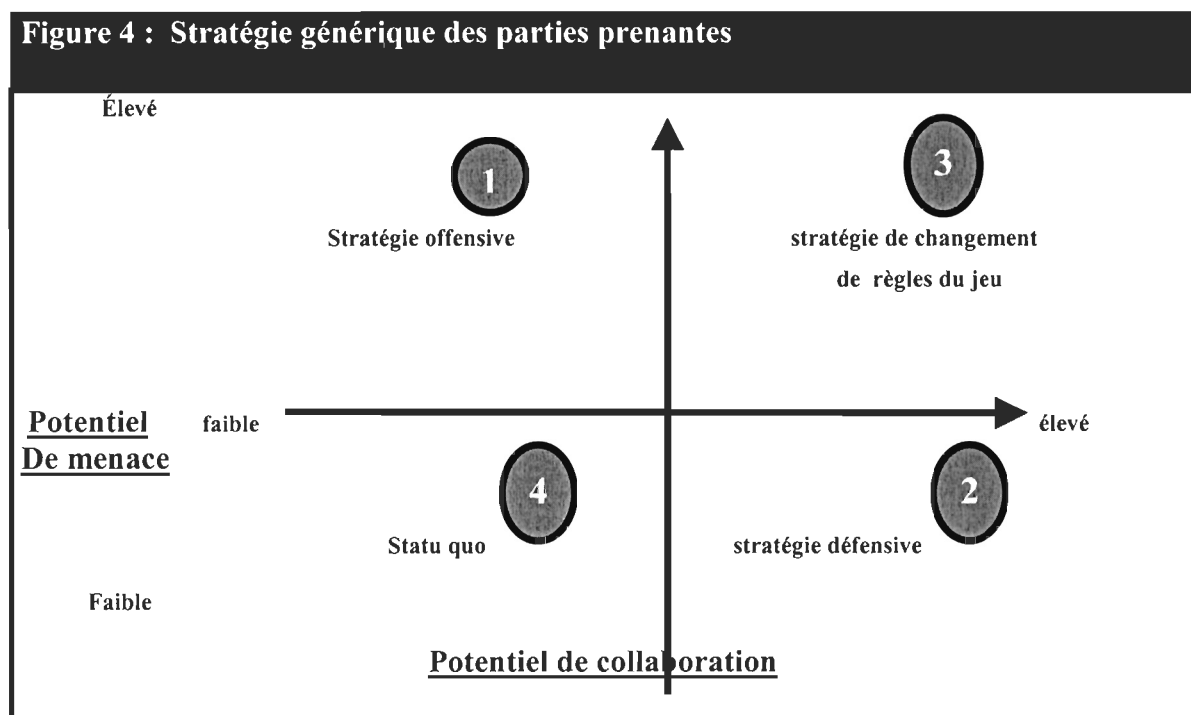 Figure 4 : Stratégie générique des parties prenantes
Élevé
1
3
Stratégie offensive
stratégie de changement
de règles du jeu
Potentiel
De menace
faible
élevé
4
2
Statu quo
stratégie défensive
Faible
Potentiel de collaboration